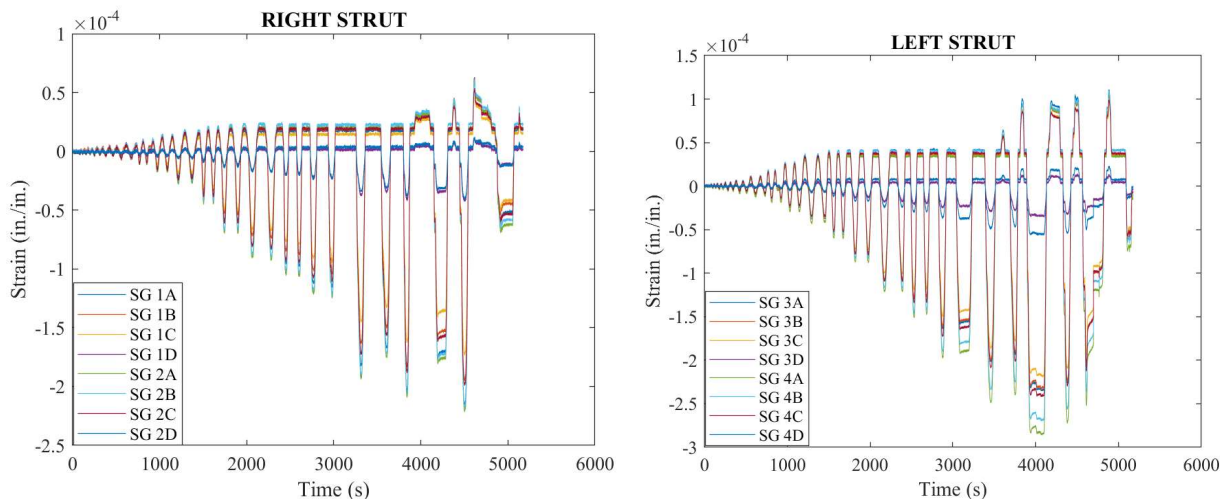 RIGHT STRUT
×10⁻⁴
1
0.5
0
-0.5
-1
-1.5
-2
-2.5
Strain (in./in.)
SG 1A
SG 1B
SG 1C
SG 1D
SG 2A
SG 2B
SG 2C
SG 2D
0 1000 2000 3000 4000 5000 6000
Time (s)
LEFT STRUT
×10⁻⁴
1.5
1
0.5
0
-0.5
-1
-1.5
-2
-2.5
-3
Strain (in./in.)
SG 3A
SG 3B
SG 3C
SG 3D
SG 4A
SG 4B
SG 4C
SG 4D
0 1000 2000 3000 4000 5000 6000
Time (s)